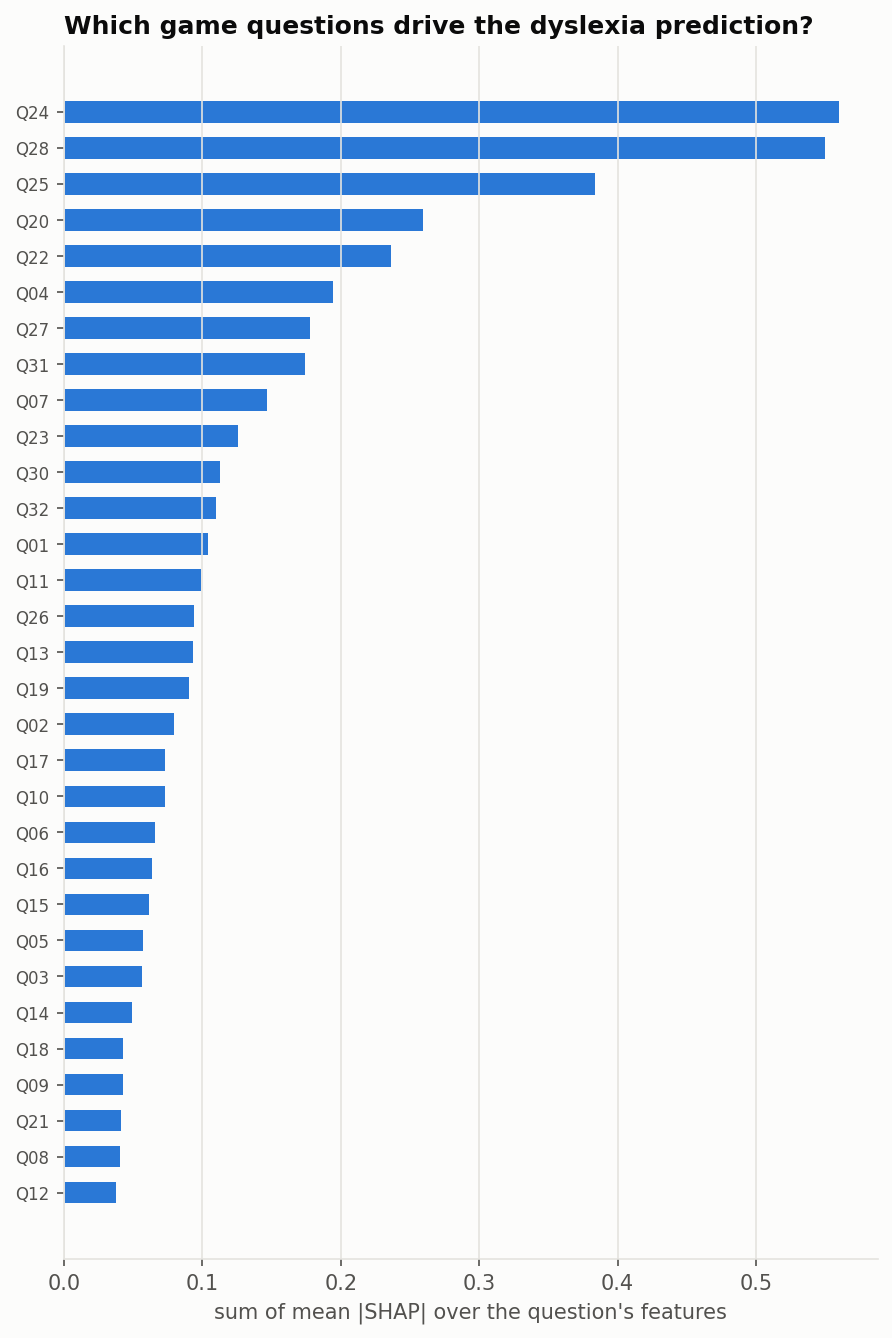 Which game questions drive the dyslexia prediction?
Q24
Q28
Q25
Q20
Q22
Q04
Q27
Q31
Q07
Q23
Q30
Q32
Q01
Q11
Q26
Q13
Q19
Q02
Q17
Q10
Q06
Q16
Q15
Q05
Q03
Q14
Q18
Q09
Q21
Q08
Q12
0.0 0.1 0.2 0.3 0.4 0.5
sum of mean |SHAP| over the question's features